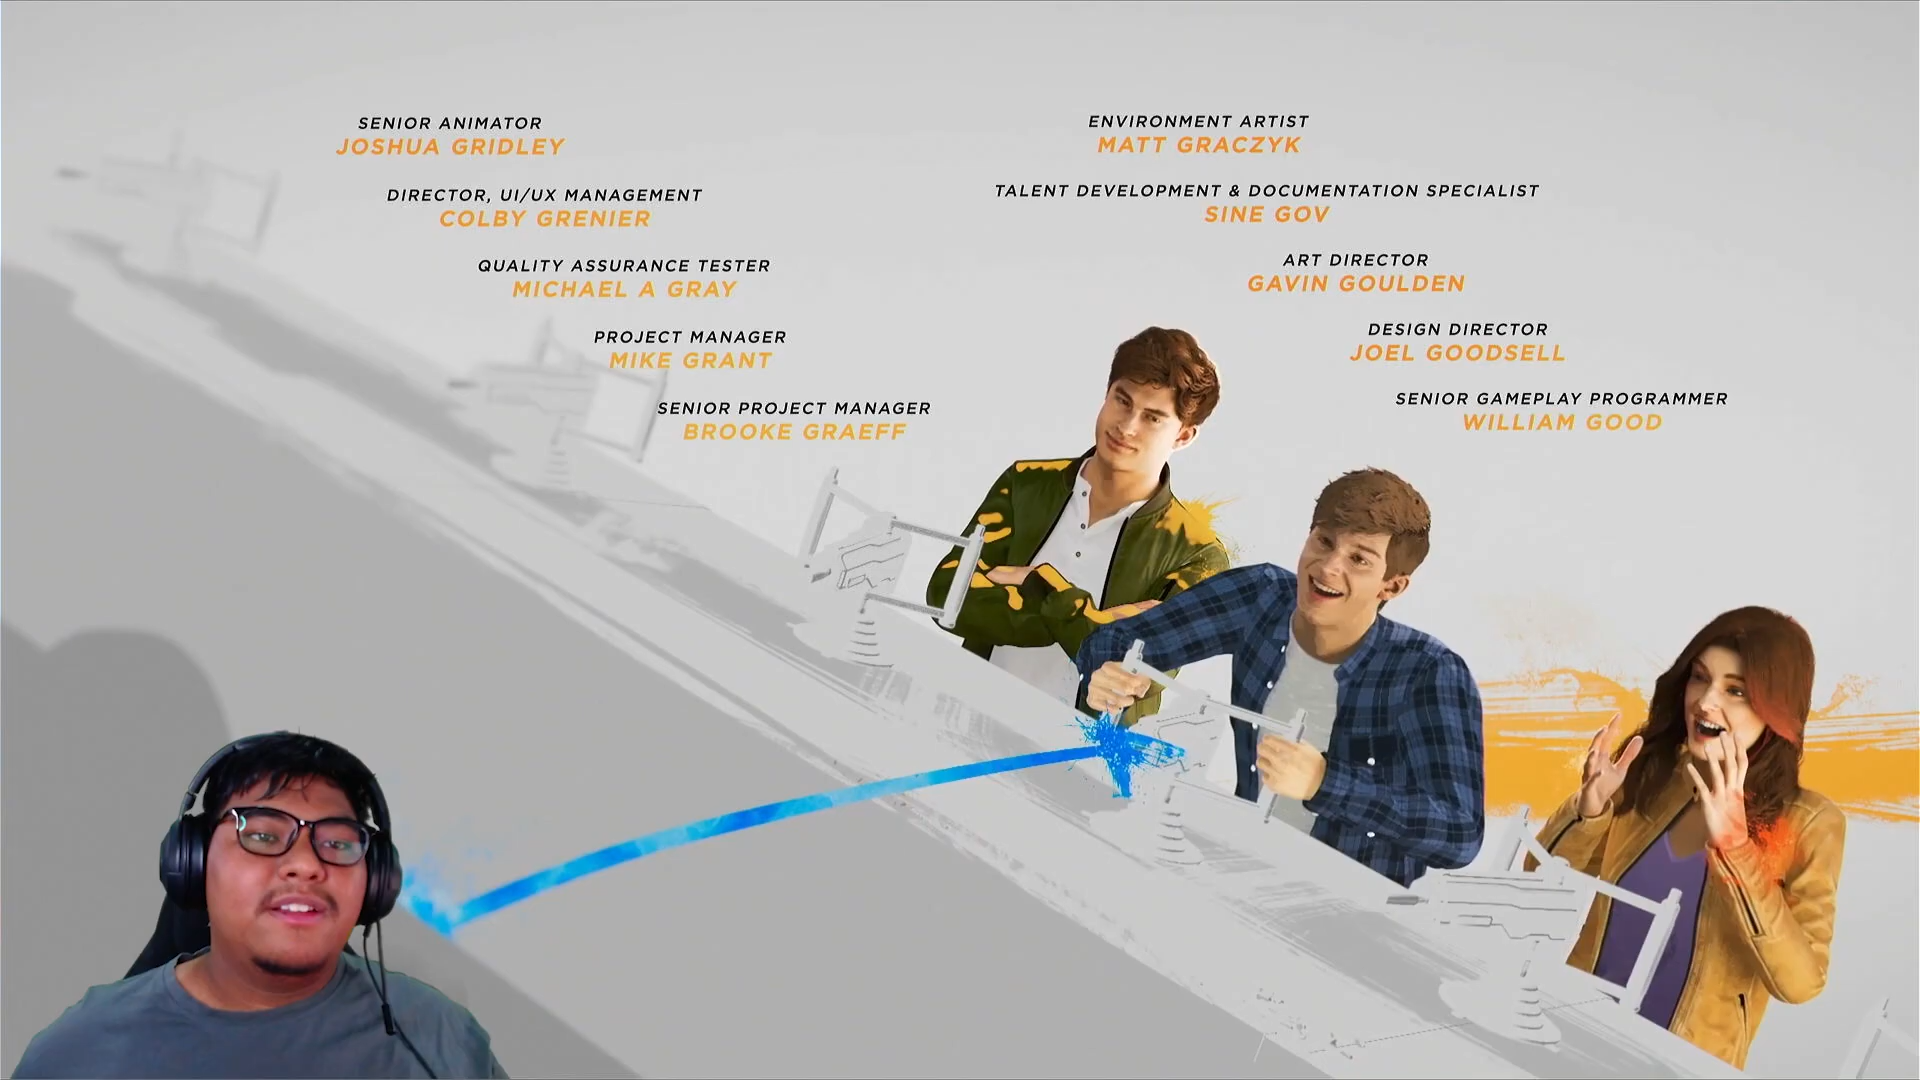 SENIOR ANIMATOR
JOSHUA GRIDLEY
DIRECTOR, UI/UX MANAGEMENT
COLBY GRENIER
QUALITY ASSURANCE TESTER
MICHAEL A GRAY
PROJECT MANAGER
MIKE GRANT
SENIOR PROJECT MANAGER
BROOKE GRAEFF
ENVIRONMENT ARTIST
MATT GRACZYK
TALENT DEVELOPMENT & DOCUMENTATION SPECIALIST
SINE GOV
ART DIRECTOR
GAVIN GOULDEN
DESIGN DIRECTOR
JOEL GOODSELL
SENIOR GAMEPLAY PROGRAMMER
WILLIAM GOOD